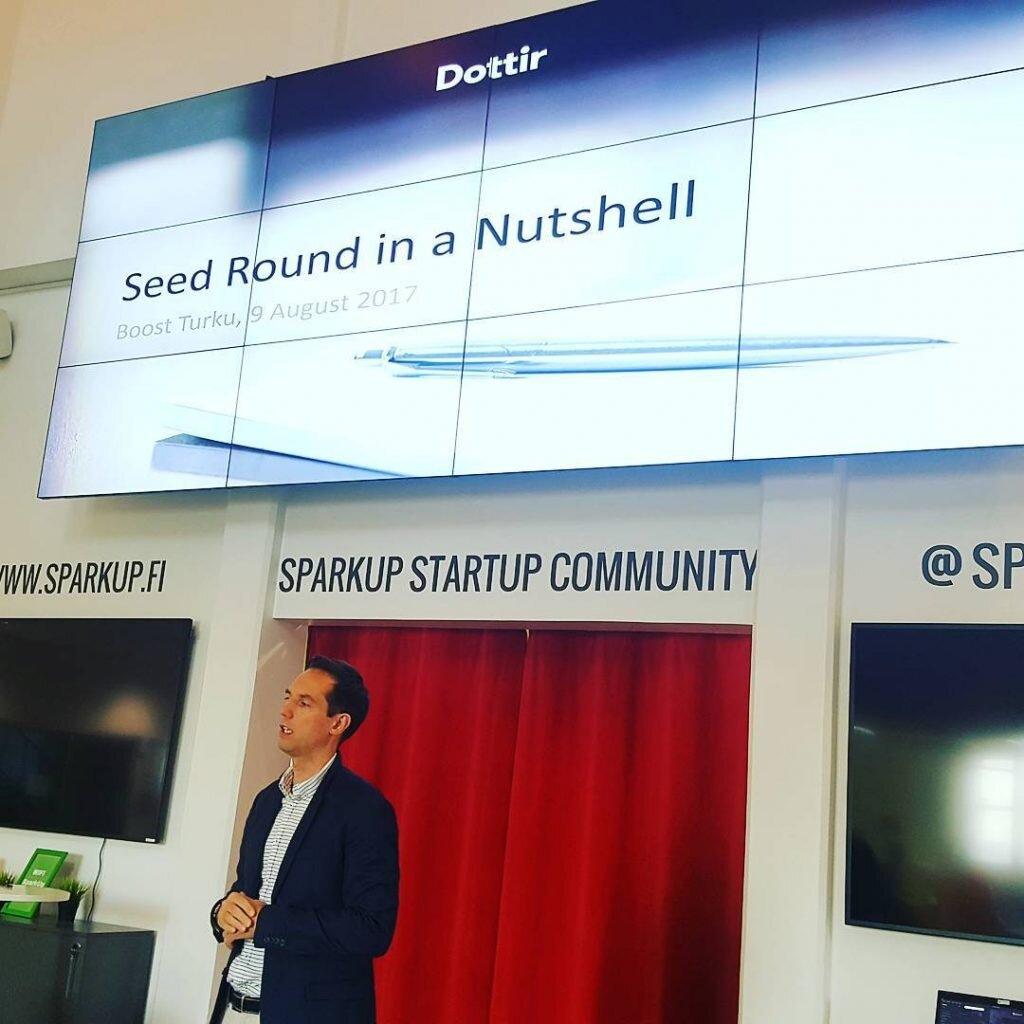 Dottir
Seed Round in a Nutshell
Boost Turku, 9 August 2017
WWW.SPARKUP.FI
SPARKUP STARTUP COMMUNITY
@SP